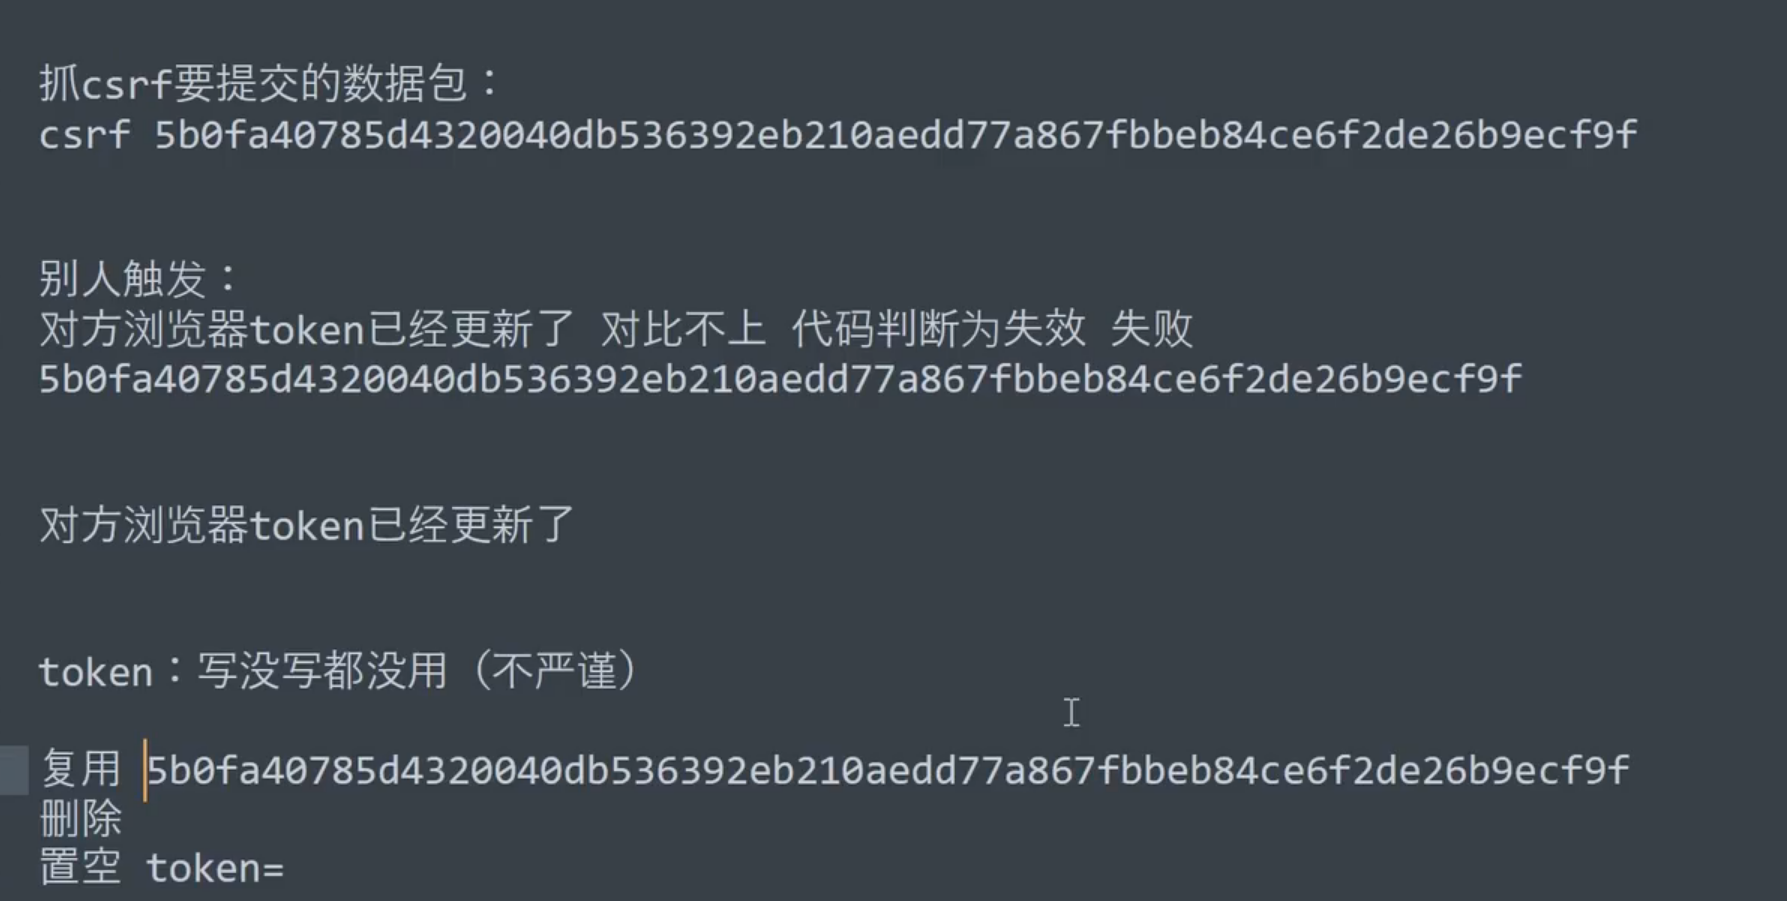 抓csrf要提交的数据包：
csrf 5b0fa40785d4320040db536392eb210aedd77a867fbbeb84ce6f2de26b9ecf9f
别人触发：
对方浏览器token已经更新了 对比不上 代码判断为失效 失败
5b0fa40785d4320040db536392eb210aedd77a867fbbeb84ce6f2de26b9ecf9f
对方浏览器token已经更新了
token：写没写都没用（不严谨）
复用 5b0fa40785d4320040db536392eb210aedd77a867fbbeb84ce6f2de26b9ecf9f
删除
置空 token=